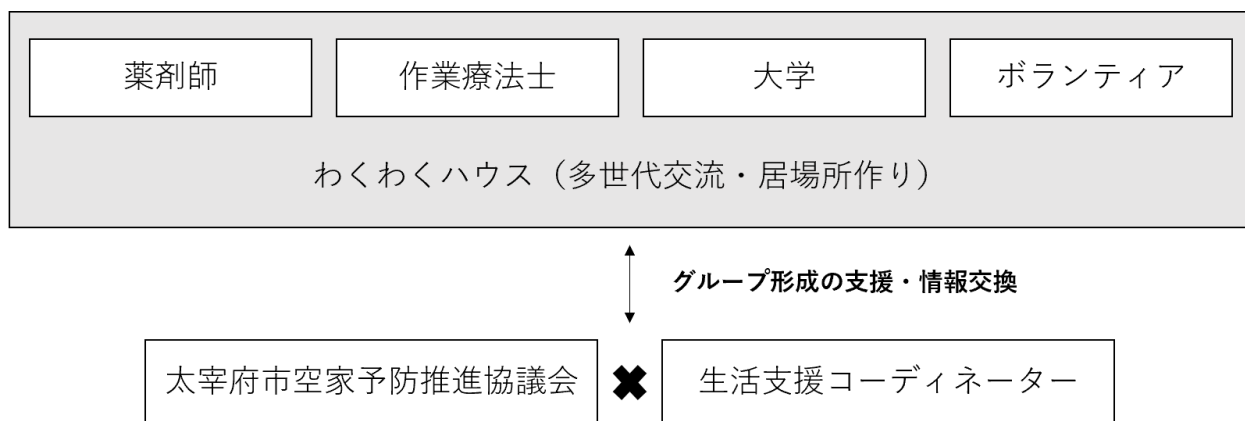 薬剤師
作業療法士
大学
ボランティア
わくわくハウス（多世代交流・居場所作り）
グループ形成の支援・情報交換
太宰府市空家予防推進協議会
生活支援コーディネーター